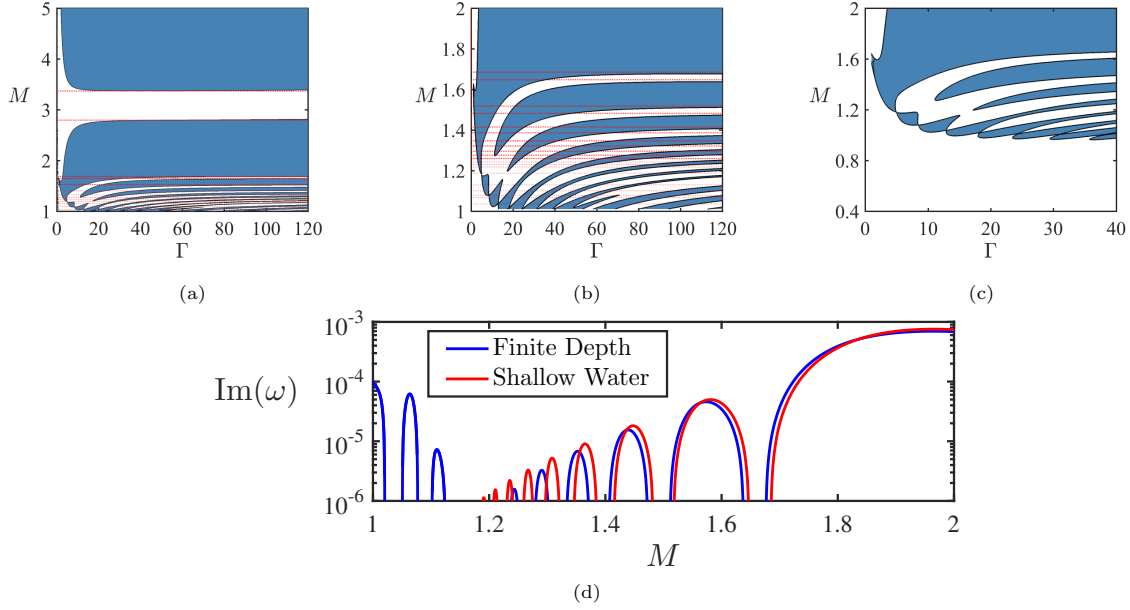 5
4
3
2
1
M
0 20 40 60 80 100 120
Γ
(a)
2
1.8
1.6
1.4
1.2
1
M
0 20 40 60 80 100 120
Γ
(b)
2
1.6
1.2
0.8
0.4
M
0 10 20 30 40
Γ
(c)
10^-3
10^-4
10^-5
10^-6
Im(ω)
Finite Depth
Shallow Water
1 1.2 1.4 1.6 1.8 2
M
(d)